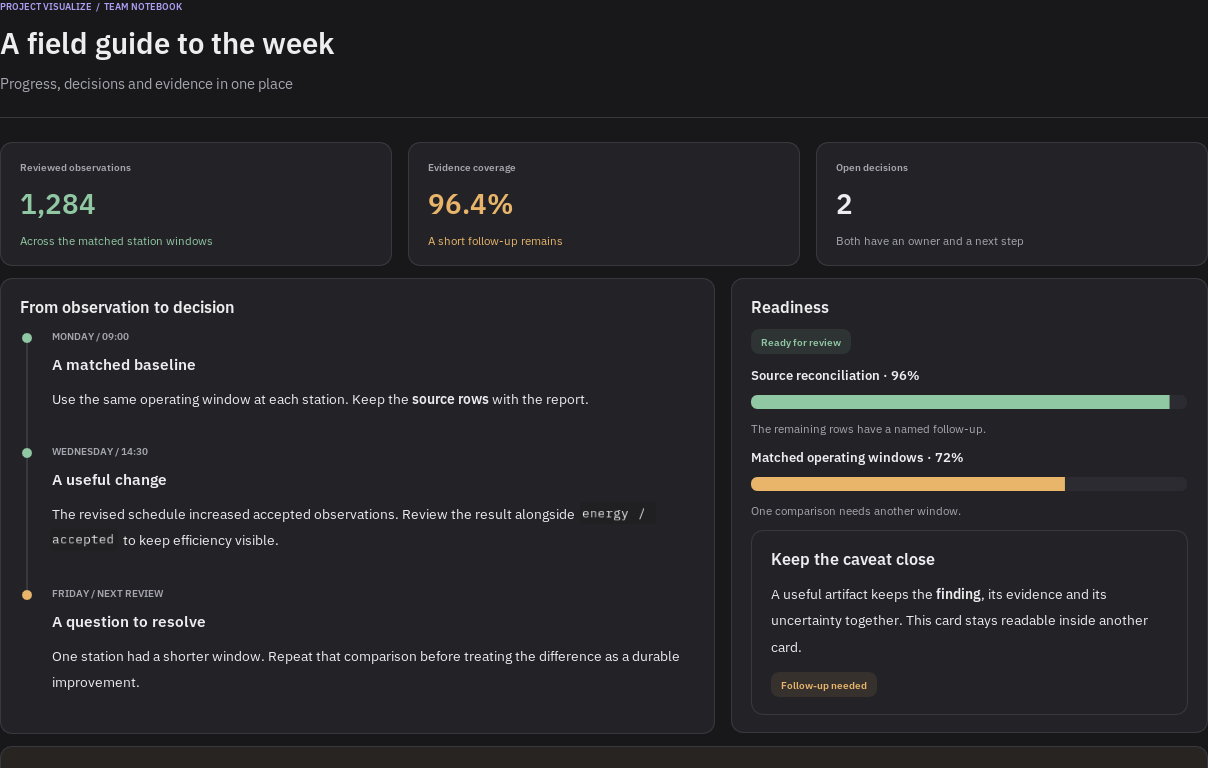 PROJECT VISUALIZE / TEAM NOTEBOOK
A field guide to the week
Progress, decisions and evidence in one place
Reviewed observations
1,284
Across the matched station windows
Evidence coverage
96.4%
A short follow-up remains
Open decisions
2
Both have an owner and a next step
From observation to decision
MONDAY / 09:00
A matched baseline
Use the same operating window at each station. Keep the source rows with the report.
WEDNESDAY / 14:30
A useful change
The revised schedule increased accepted observations. Review the result alongside energy /
accepted to keep efficiency visible.
FRIDAY / NEXT REVIEW
A question to resolve
One station had a shorter window. Repeat that comparison before treating the difference as a durable
improvement.
Readiness
Ready for review
Source reconciliation · 96%
The remaining rows have a named follow-up.
Matched operating windows · 72%
One comparison needs another window.
Keep the caveat close
A useful artifact keeps the finding, its evidence and its
uncertainty together. This card stays readable inside another
card.
Follow-up needed